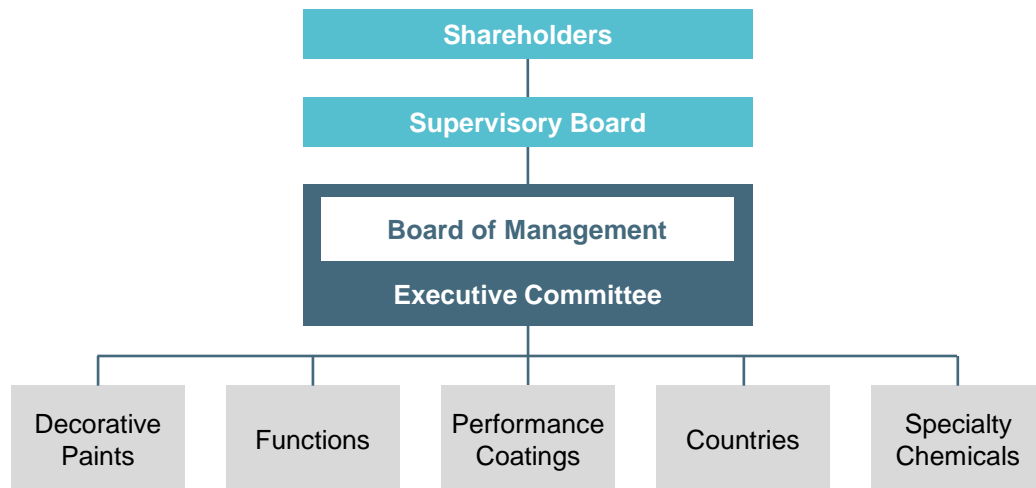 Shareholders
Supervisory Board
Board of Management
Executive Committee
Decorative
Paints
Functions
Performance
Coatings
Countries
Specialty
Chemicals